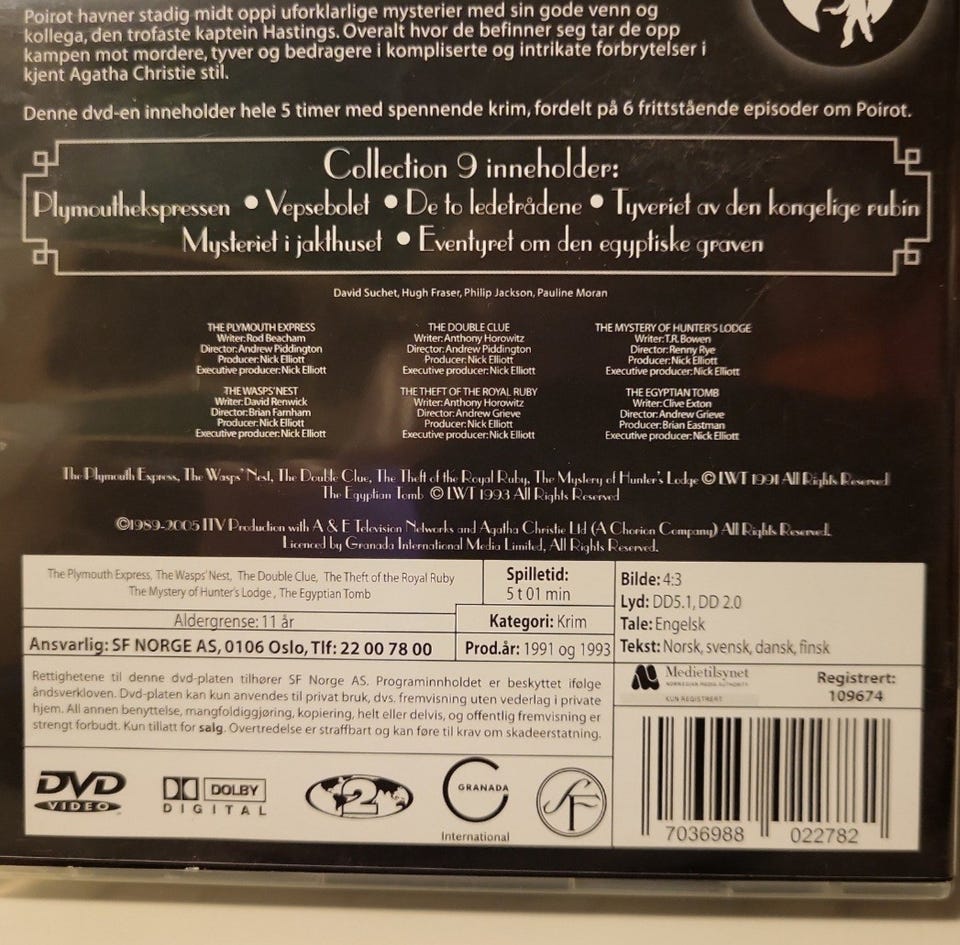 Poirot havner stadig midt oppi uforklarlige mysterier med sin gode venn og
kollega, den trofaste kaptein Hastings. Overalt hvor de befinner seg tar de opp
kampen mot mordere, tyver og bedragere i kompliserte og intrikate forbrytelser i
kjent Agatha Christie stil.
Denne dvd-en inneholder hele 5 timer med spennende krim, fordelt på 6 frittstående episoder om Poirot.
Collection 9 inneholder:
Plymouthekspressen • Vepsebolet • De to ledetrådene • Tyveriet av den kongelige rubin
Mysteriet i jakthuset • Eventyret om den egyptiske graven
David Suchet, Hugh Fraser, Philip Jackson, Pauline Moran
THE PLYMOUTH EXPRESS
Writer: Rod Beacham
Director: Andrew Piddington
Producer: Nick Elliott
Executive producer: Nick Elliott
THE DOUBLE CLUE
Writer: Anthony Horowitz
Director: Andrew Piddington
Producer: Nick Elliott
Executive producer: Nick Elliott
THE MYSTERY OF HUNTER'S LODGE
Writer: T.R. Bowen
Director: Renny Rye
Producer: Nick Elliott
Executive producer: Nick Elliott
THE WASPS' NEST
Writer: David Renwick
Director: Brian Farnham
Producer: Nick Elliott
Executive producer: Nick Elliott
THE THEFT OF THE ROYAL RUBY
Writer: Anthony Horowitz
Director: Andrew Grieve
Producer: Nick Elliott
Executive producer: Nick Elliott
THE EGYPTIAN TOMB
Writer: Clive Exton
Director: Andrew Grieve
Producer: Brian Eastman
Executive producer: Nick Elliott
The Plymouth Express, The Wasps' Nest, The Double Clue, The Theft of the Royal Ruby, The Mystery of Hunter's Lodge © LWT 1991 All Rights Reserved
The Egyptian Tomb © LWT 1993 All Rights Reserved
©1989-2005 ITV Production with A & E Television Networks and Agatha Christie Ltd (A Chorion Company) All Rights Reserved.
Licenced by Granada International Media Limited, All Rights Reserved.
The Plymouth Express, The Wasps' Nest, The Double Clue, The Theft of the Royal Ruby
The Mystery of Hunter's Lodge, The Egyptian Tomb
Aldergrense: 11 år
Ansvarlig: SF NORGE AS, 0106 Oslo, Tlf: 22 00 78 00
Spilletid:
5 t 01 min
Kategori: Krim
Prod.år: 1991 og 1993
Bilde: 4:3
Lyd: DD5.1, DD 2.0
Tale: Engelsk
Tekst: Norsk, svensk, dansk, finsk
Rettighetene til denne dvd-platen tilhører SF Norge AS. Programinnholdet er beskyttet ifølge
åndsverkloven. Dvd-platen kan kun anvendes til privat bruk, dvs. fremvisning uten vederlag i private
hjem. All annen benyttelse, mangfoldiggjøring, kopiering, helt eller delvis, og offentlig fremvisning er
strengt forbudt. Kun tillatt for salg. Overtredelse er straffbart og kan føre til krav om skadeerstatning.
Medietilsynet
NORWEGIAN MEDIA AUTHORITY
KUN REGISTRERT
Registrert:
109674
DVD
VIDEO
DOLBY
DIGITAL
2
GRANADA
International
SF
7036988 022782